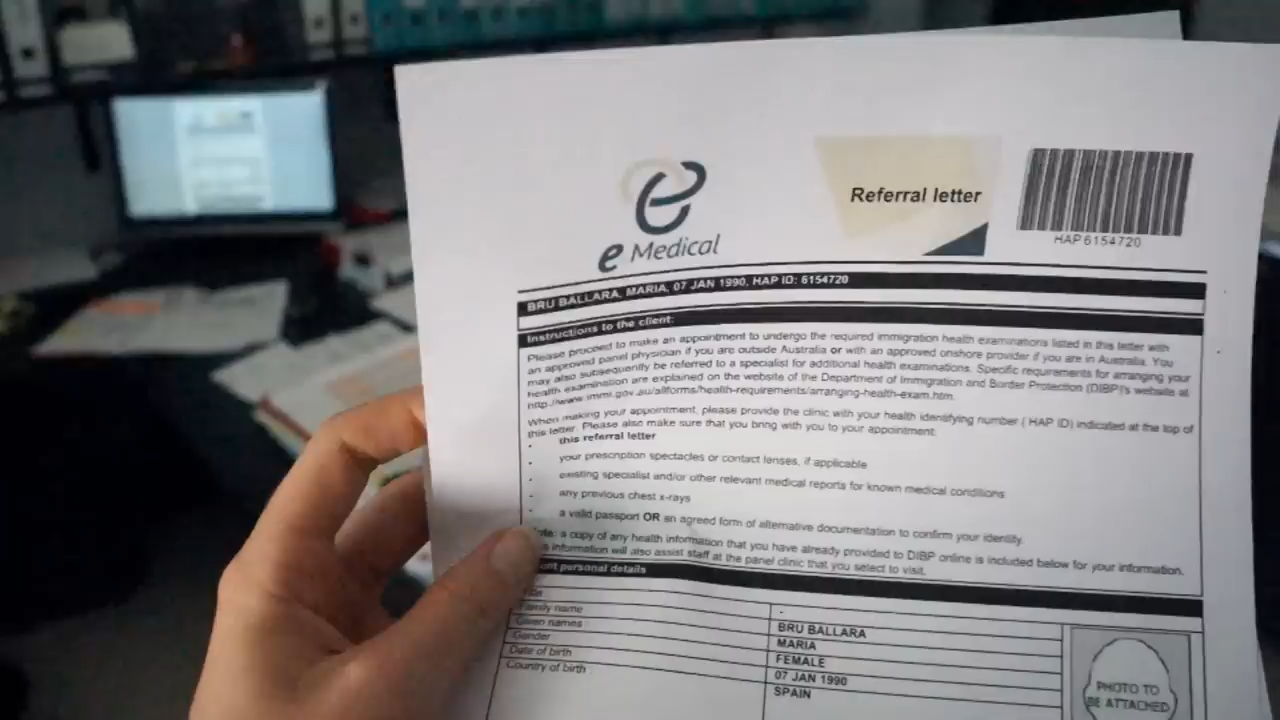 e Medical
Referral letter
HAP 6154720
BRU BALLARA, MARIA, 07 JAN 1990, HAP ID: 6154720
Instructions to the client:
Please proceed to make an appointment to undergo the required immigration health examinations listed in this letter with
an approved panel physician if you are outside Australia or with an approved onshore provider if you are in Australia. You
may also subsequently be referred to a specialist for additional health examinations. Specific requirements for arranging your
health examination are explained on the website of the Department of Immigration and Border Protection (DIBP)'s website at
http://www.immi.gov.au/allforms/health-requirements/arranging-health-exam.htm.
When making your appointment, please provide the clinic with your health identifying number ( HAP ID) indicated at the top of
this letter. Please also make sure that you bring with you to your appointment:
this referral letter
your prescription spectacles or contact lenses, if applicable
existing specialist and/or other relevant medical reports for known medical conditions
any previous chest x-rays
a valid passport OR an agreed form of alternative documentation to confirm your identity.
a copy of any health information that you have already provided to DIBP online is included below for your information.
information will also assist staff at the panel clinic that you select to visit.
personal details
Family name BRU BALLARA
Given names MARIA
Gender FEMALE
Date of birth 07 JAN 1990
Country of birth SPAIN
PHOTO TO
BE ATTACHED